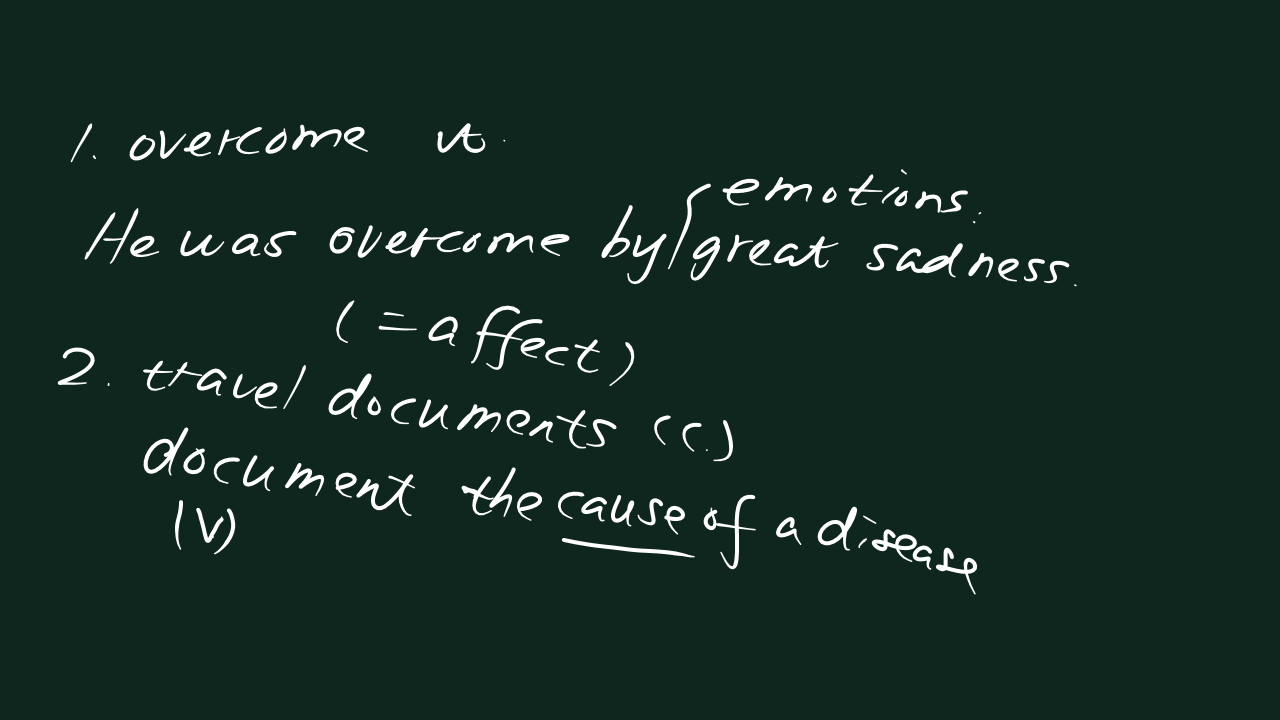 1. overcome vt.
emotions.
He was overcome by { great sadness.
( = affect )
2. travel documents (C.)
document the cause of a disease
(V)